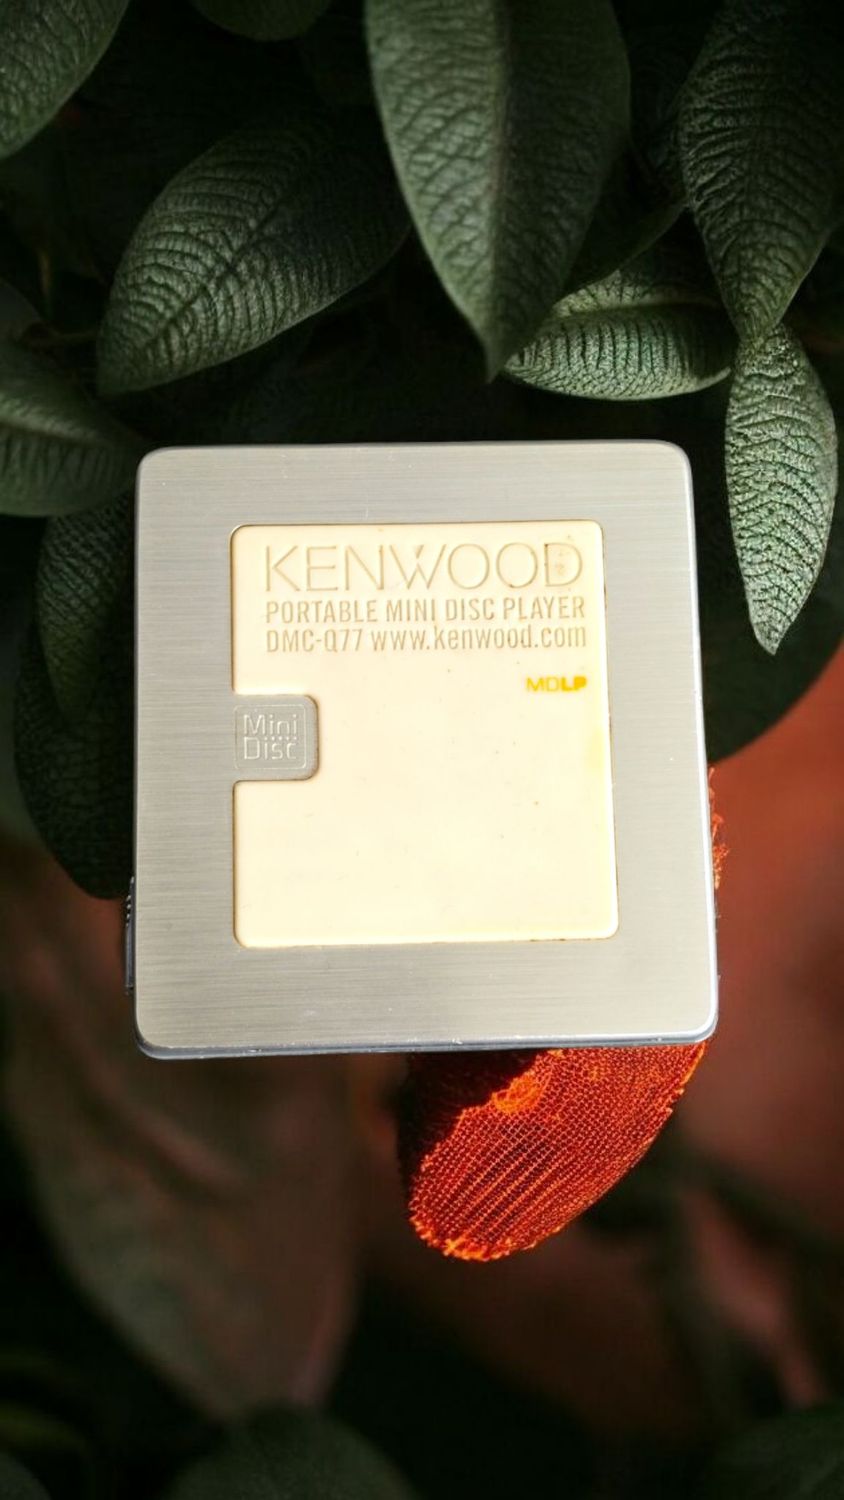 KENWOOD
PORTABLE MINI DISC PLAYER
DMC-Q77 www.kenwood.com
MDLP
Mini
Disc